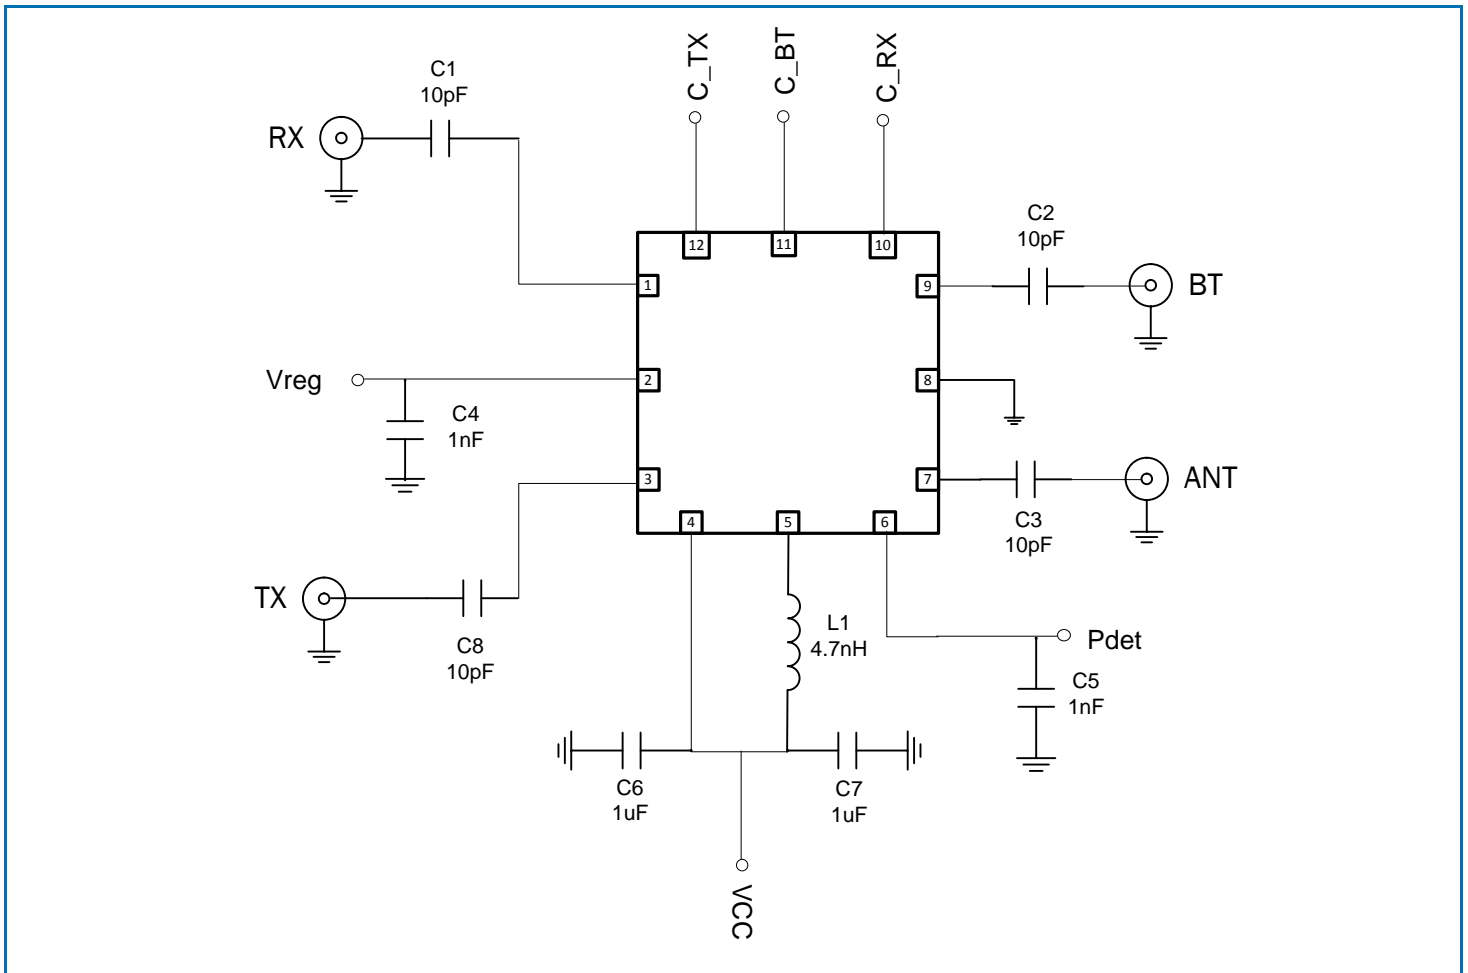 C_TX
C_BT
C_RX
C1
10pF
RX
12
11
10
C2
10pF
1
9
BT
Vreg
2
8
C4
1nF
3
7
ANT
4
5
6
C3
10pF
TX
L1
4.7nH
Pdet
C8
10pF
C5
1nF
C6
1uF
C7
1uF
VCC